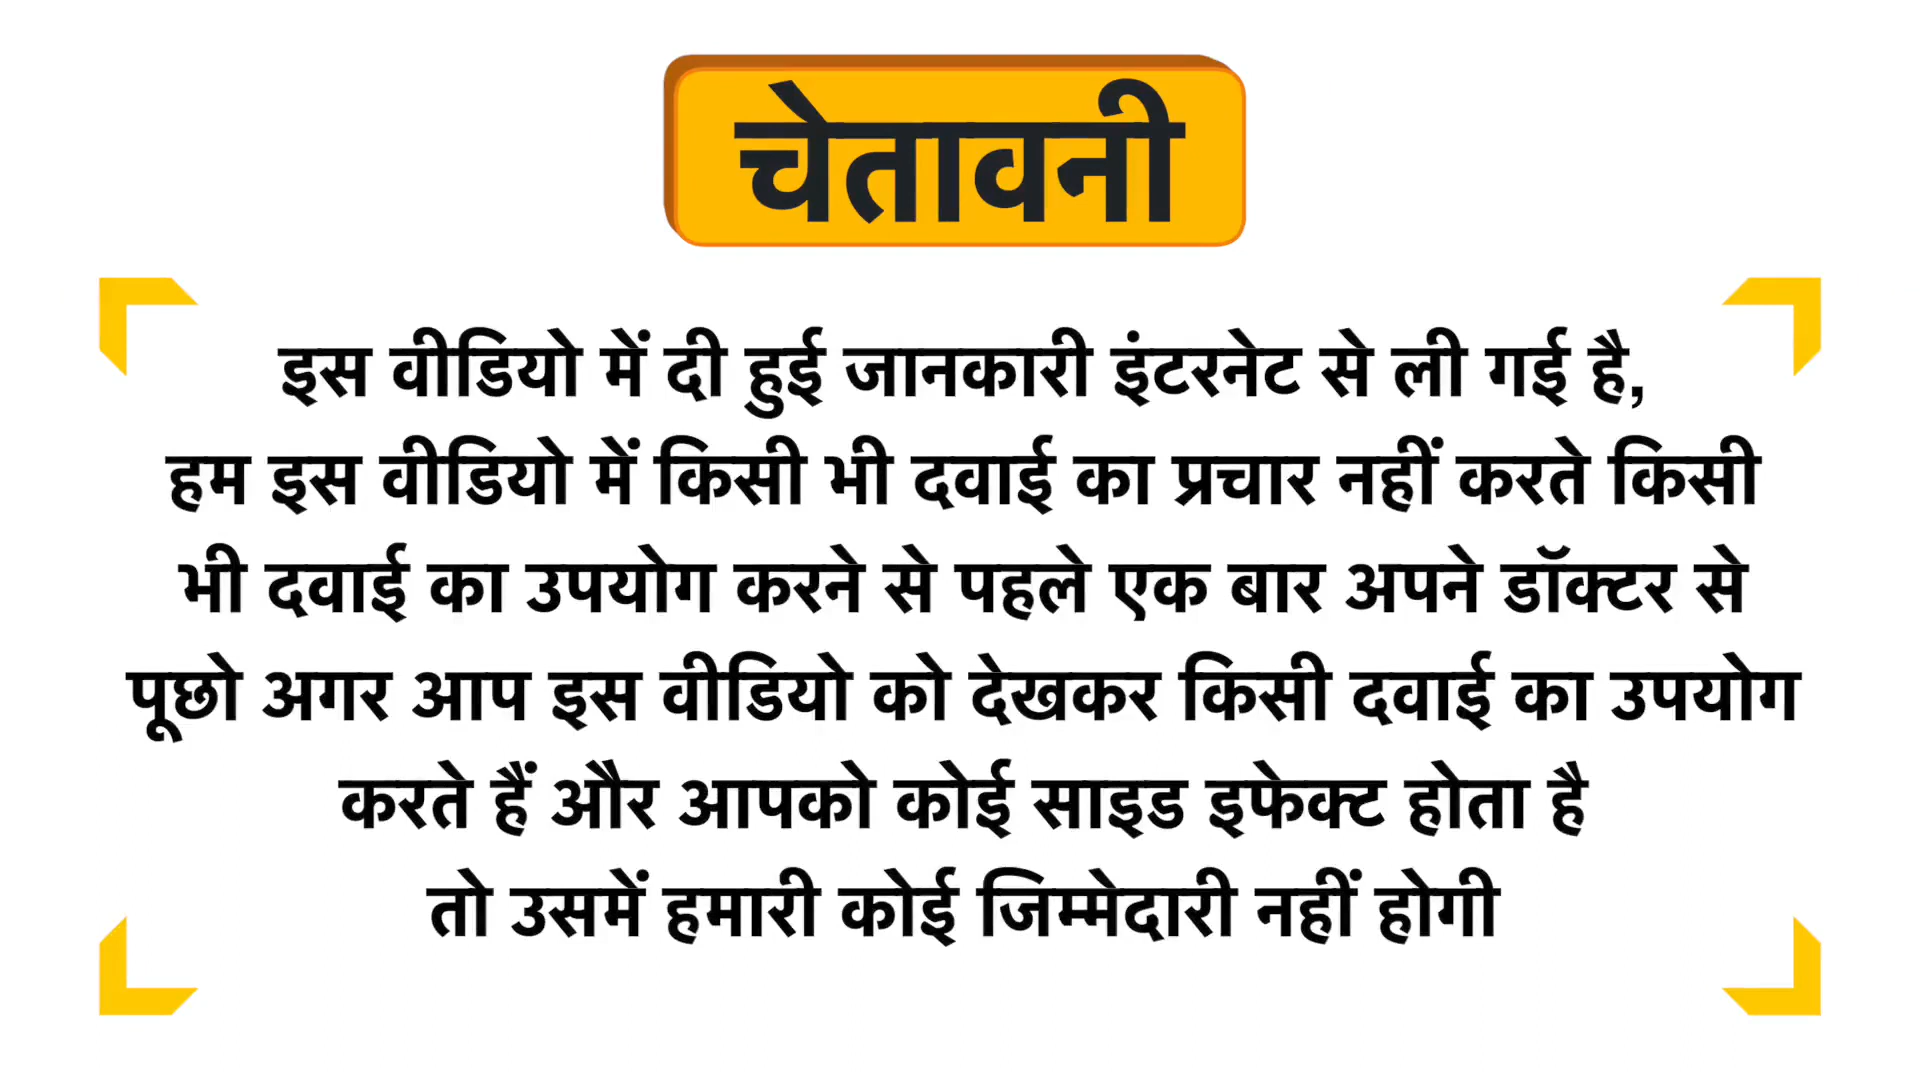 चेतावनी
इस वीडियो में दी हुई जानकारी इंटरनेट से ली गई है,
हम इस वीडियो में किसी भी दवाई का प्रचार नहीं करते किसी
भी दवाई का उपयोग करने से पहले एक बार अपने डॉक्टर से
पूछो अगर आप इस वीडियो को देखकर किसी दवाई का उपयोग
करते हैं और आपको कोई साइड इफेक्ट होता है
तो उसमें हमारी कोई जिम्मेदारी नहीं होगी